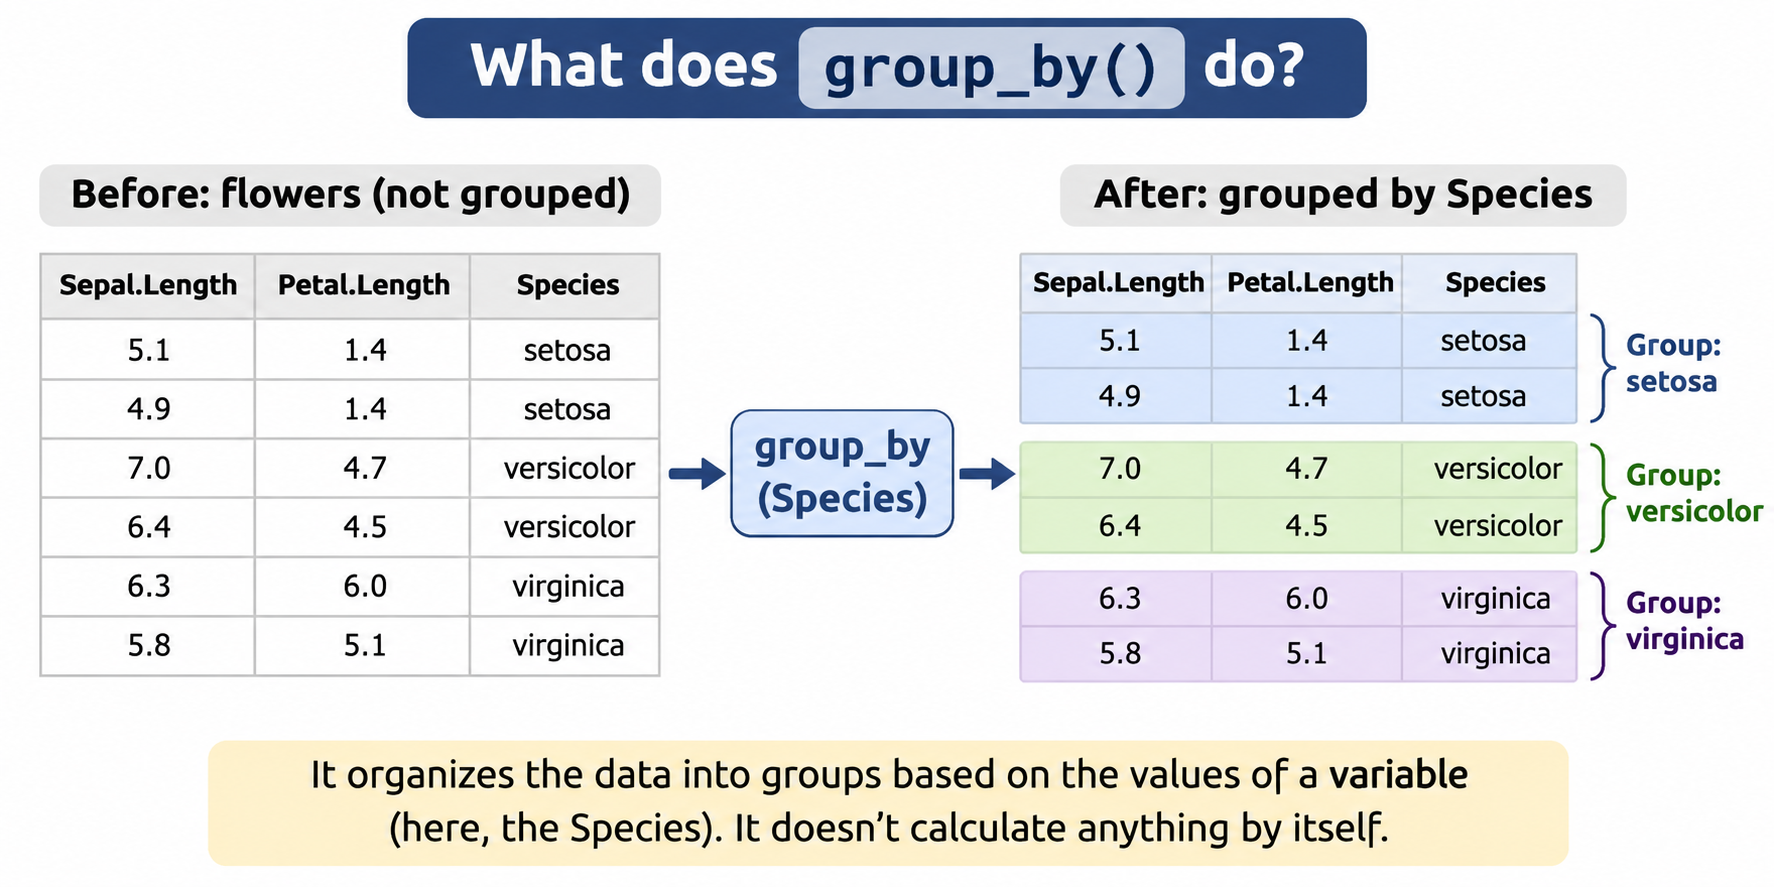 What does group_by() do?
Before: flowers (not grouped)
Sepal.Length Petal.Length Species
5.1 1.4 setosa
4.9 1.4 setosa
7.0 4.7 versicolor
6.4 4.5 versicolor
6.3 6.0 virginica
5.8 5.1 virginica
group_by
(Species)
After: grouped by Species
Sepal.Length Petal.Length Species
5.1 1.4 setosa
4.9 1.4 setosa
Group:
setosa
7.0 4.7 versicolor
6.4 4.5 versicolor
Group:
versicolor
6.3 6.0 virginica
5.8 5.1 virginica
Group:
virginica
It organizes the data into groups based on the values of a variable
(here, the Species). It doesn’t calculate anything by itself.